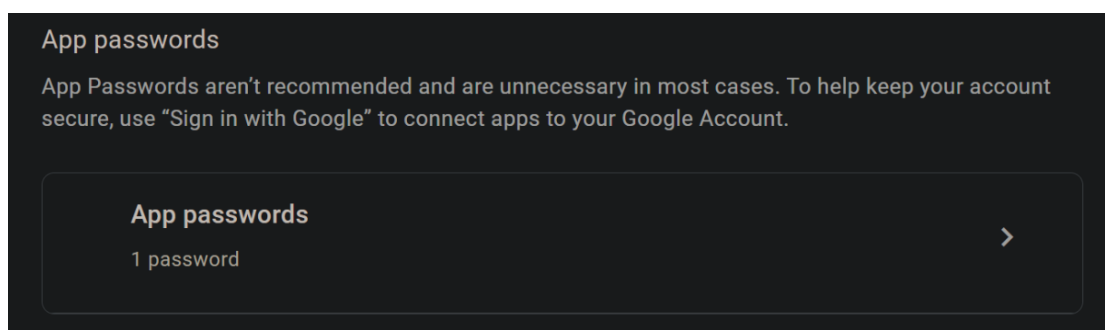 App passwords
App Passwords aren’t recommended and are unnecessary in most cases. To help keep your account
secure, use “Sign in with Google” to connect apps to your Google Account.
App passwords
1 password